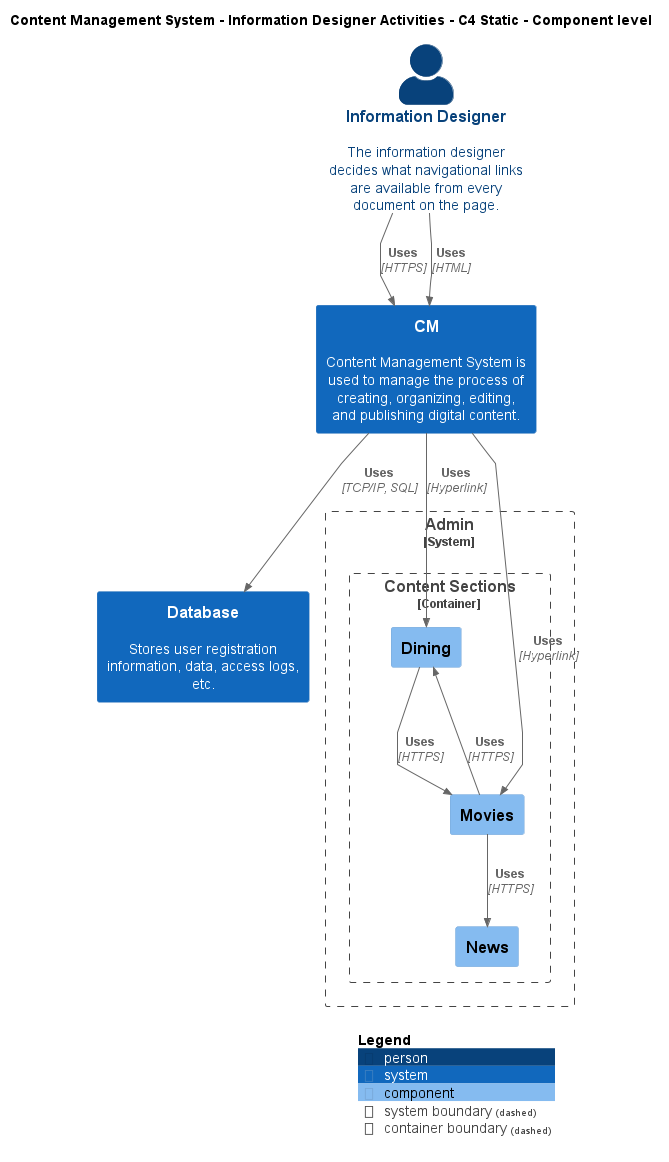 Content Management System - Information Designer Activities - C4 Static - Component level
Information Designer
The information designer
decides what navigational links
are available from every
document on the page.
Uses
[HTTPS]
Uses
[HTML]
CM
Content Management System is
used to manage the process of
creating, organizing, editing,
and publishing digital content.
Uses
[TCP/IP, SQL]
Uses
[Hyperlink]
Admin
[System]
Content Sections
[Container]
Database
Stores user registration
information, data, access logs,
etc.
Dining
Uses
[Hyperlink]
Uses
[HTTPS]
Uses
[HTTPS]
Movies
Uses
[HTTPS]
News
Legend
person
system
component
system boundary (dashed)
container boundary (dashed)